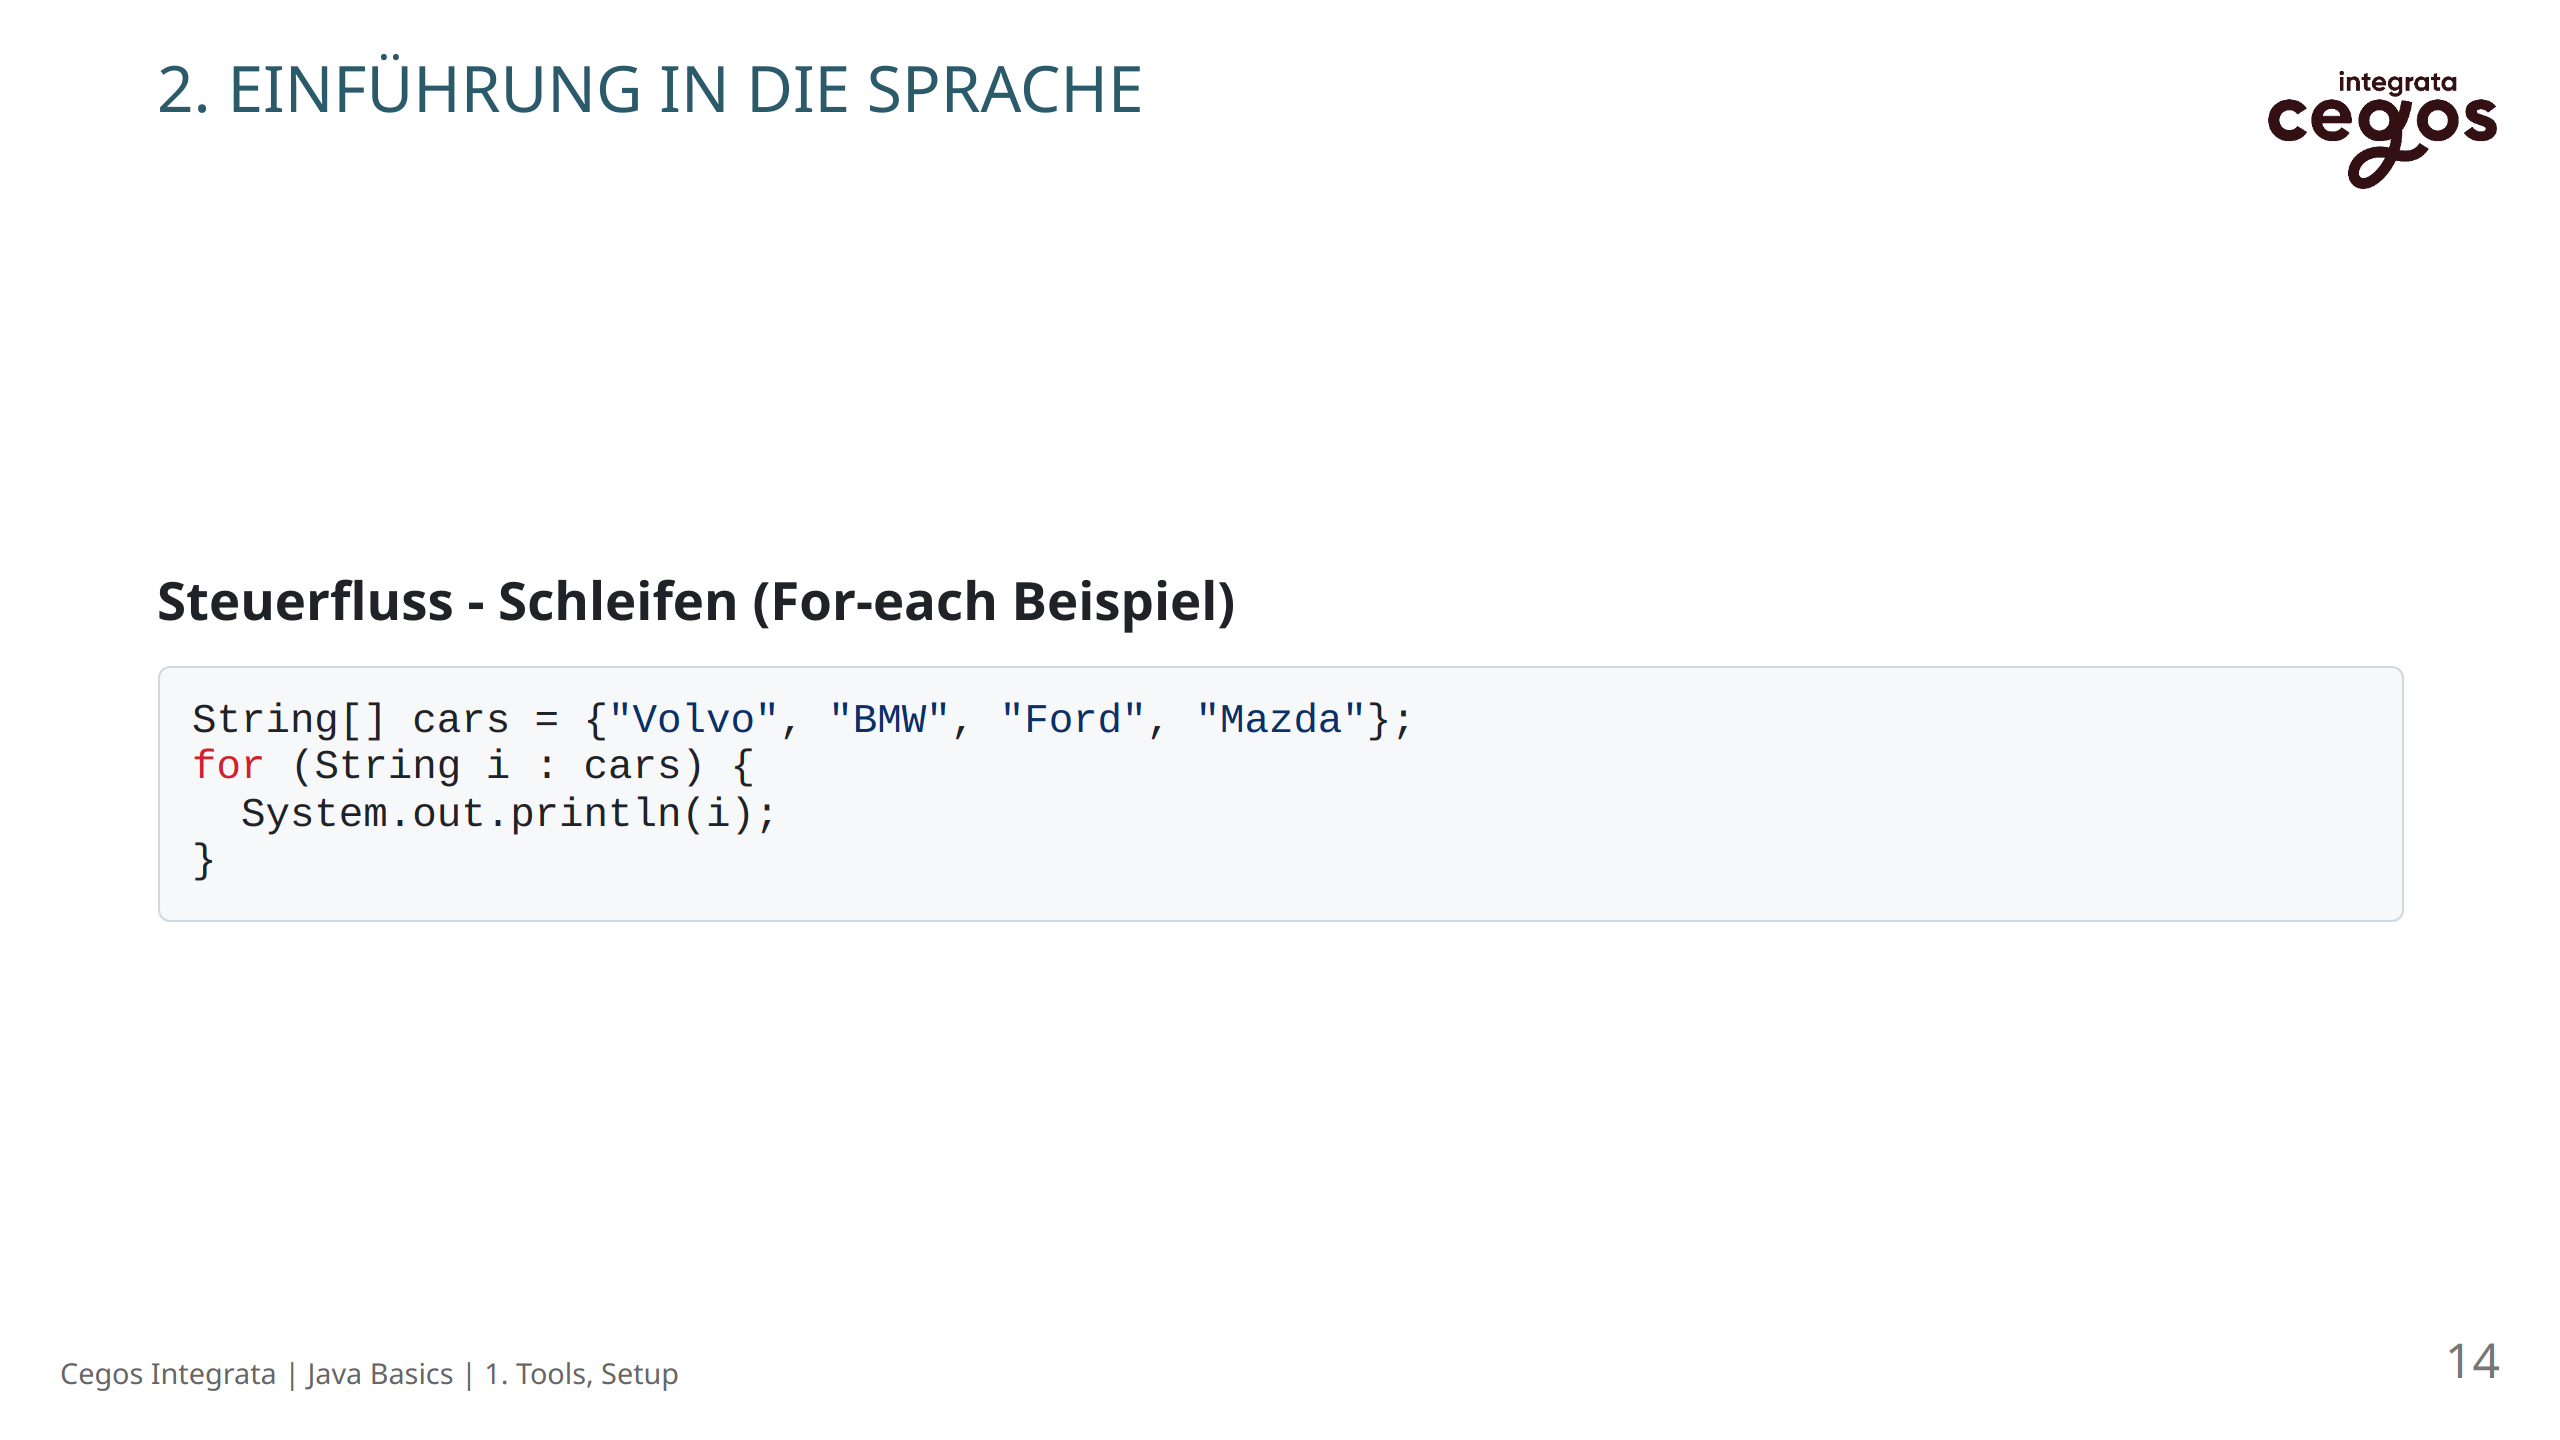 2. EINFÜHRUNG IN DIE SPRACHE
integrata
cegos
Steuerfluss - Schleifen (For-each Beispiel)
String[] cars = {"Volvo", "BMW", "Ford", "Mazda"};
for (String i : cars) {
  System.out.println(i);
}
Cegos Integrata | Java Basics | 1. Tools, Setup
14